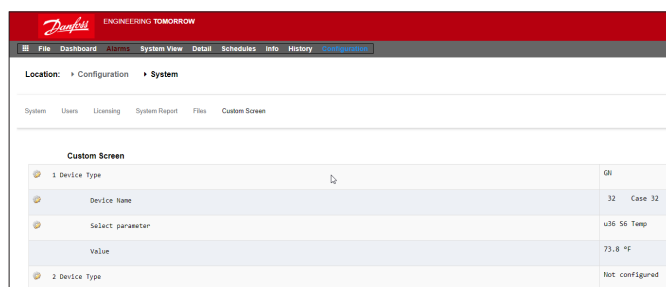 Danfoss ENGINEERING TOMORROW
File Dashboard Alarms System View Detail Schedules Info History Configuration
Location: Configuration System
System Users Licensing System Report Files Custom Screen
Custom Screen
1 Device Type GN
Device Name 32 Case 32
Select parameter u36 S6 Temp
Value 73.8 °F
2 Device Type Not configured